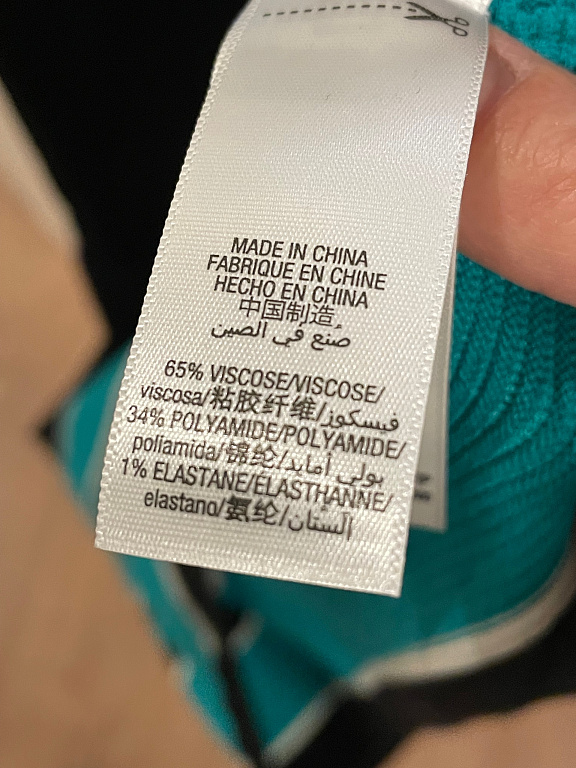 MADE IN CHINA
FABRIQUE EN CHINE
HECHO EN CHINA
中国制造
صنع في الصين
65% VISCOSE/VISCOSE/
viscosa/粘胶纤维/فيسكوز
34% POLYAMIDE/POLYAMIDE/
poliamida/锦纶/بولي أمايد
1% ELASTANE/ELASTHANNE/
elastano/氨纶/إلستان